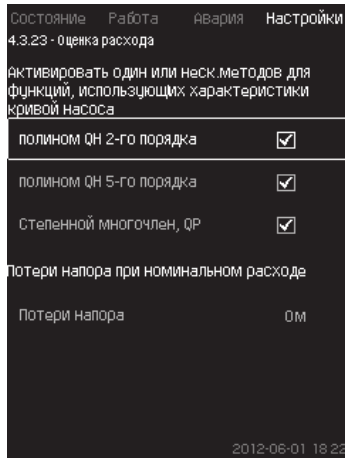 Состояние Работа Авария Настройки
4.3.23 - Оценка расхода
Активировать один или неск.методов для
функций, использующих характеристики
кривой насоса
полином QH 2-го порядка
полином QH 5-го порядка
Степенной многочлен, QP
Потери напора при номинальном расходе
Потери напора 0м
2012-06-01 18:22